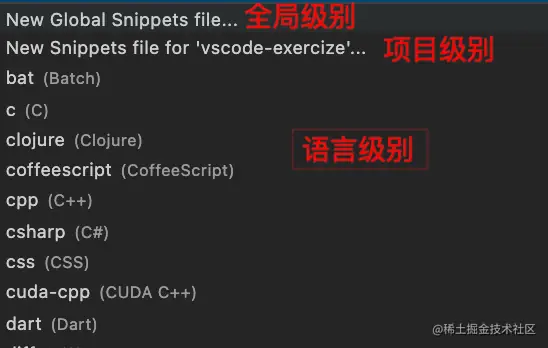 New Global Snippets file... 全局级别
New Snippets file for 'vscode-exercize'... 项目级别
bat (Batch)
c (C)
clojure (Clojure) 语言级别
coffeescript (CoffeeScript)
cpp (C++)
csharp (C#)
css (CSS)
cuda-cpp (CUDA C++)
dart (Dart)
@稀土掘金技术社区